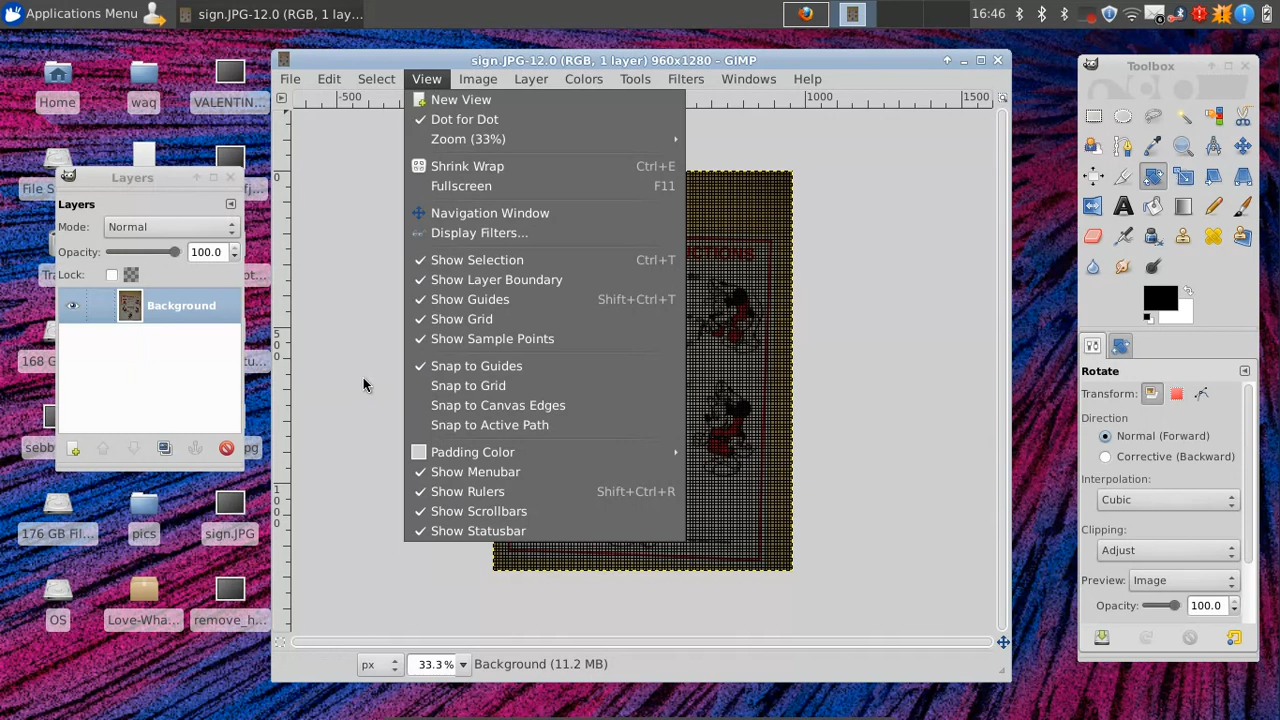 Applications Menu
sign.JPG-12.0 (RGB, 1 lay...
16:46
Home
waq
VALENTIN...
File S
168 G
sebb
pg
176 GB Fil...
pics
sign.JPG
OS
Love-Wha...
remove_h...
Layers
Layers
Mode: Normal
Opacity: 100.0
Lock:
Background
sign.JPG-12.0 (RGB, 1 layer) 960x1280 – GIMP
File Edit Select View Image Layer Colors Tools Filters Windows Help
-500 1000 1500
0
500
1000
New View
Dot for Dot
Zoom (33%)
Shrink Wrap Ctrl+E
Fullscreen F11
Navigation Window
Display Filters...
Show Selection Ctrl+T
Show Layer Boundary
Show Guides Shift+Ctrl+T
Show Grid
Show Sample Points
Snap to Guides
Snap to Grid
Snap to Canvas Edges
Snap to Active Path
Padding Color
Show Menubar
Show Rulers Shift+Ctrl+R
Show Scrollbars
Show Statusbar
px 33.3% Background (11.2 MB)
Toolbox
Rotate
Transform:
Direction
Normal (Forward)
Corrective (Backward)
Interpolation:
Cubic
Clipping:
Adjust
Preview: Image
Opacity: 100.0